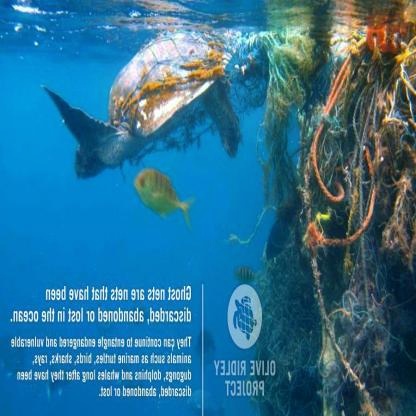 Ghost nets are nets that have been
discarded, abandoned or lost in the ocean.
They can continue to entangle endangered and vulnerable
animals such as marine turtles, birds, sharks, rays,
dugongs, dolphins and whales long after they have been
discarded, abandoned, or lost.
OLIVE RIDLEY
PROJECT